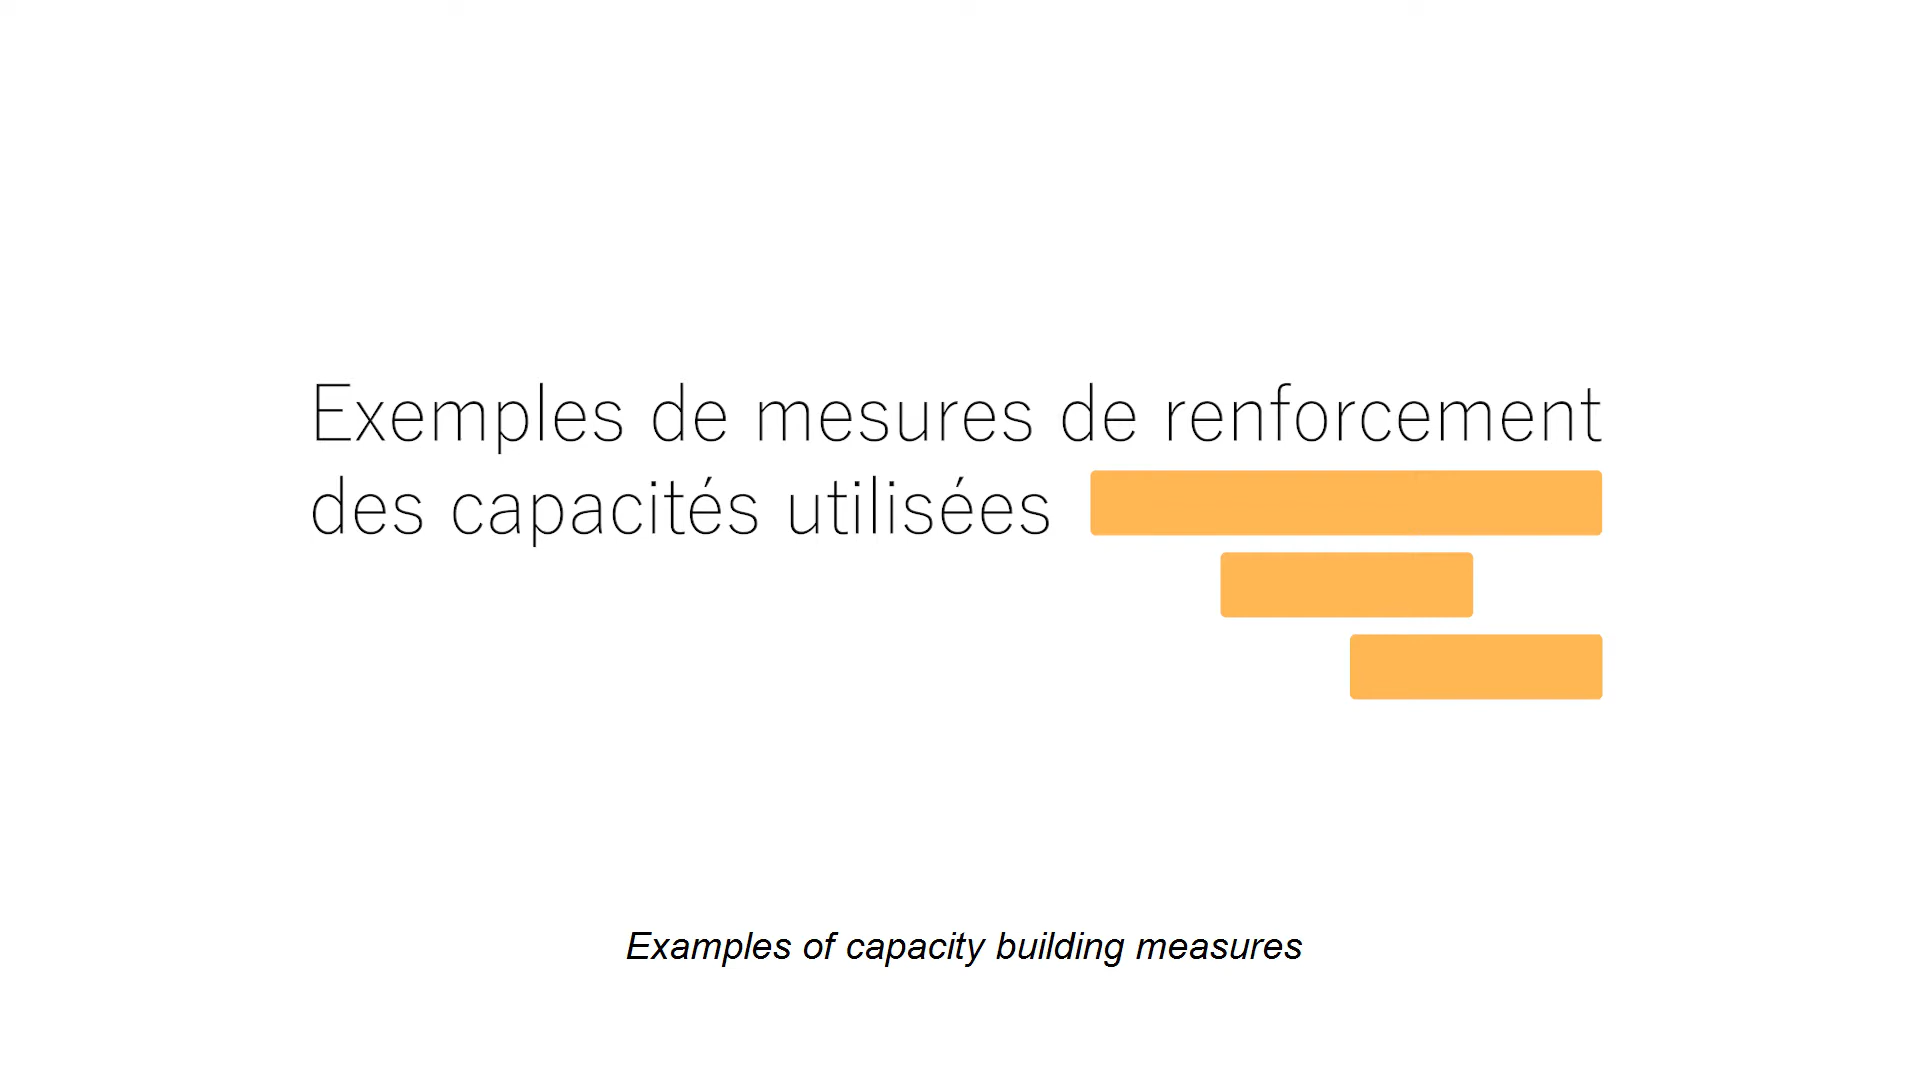 Exemples de mesures de renforcement
des capacités utilisées
Examples of capacity building measures